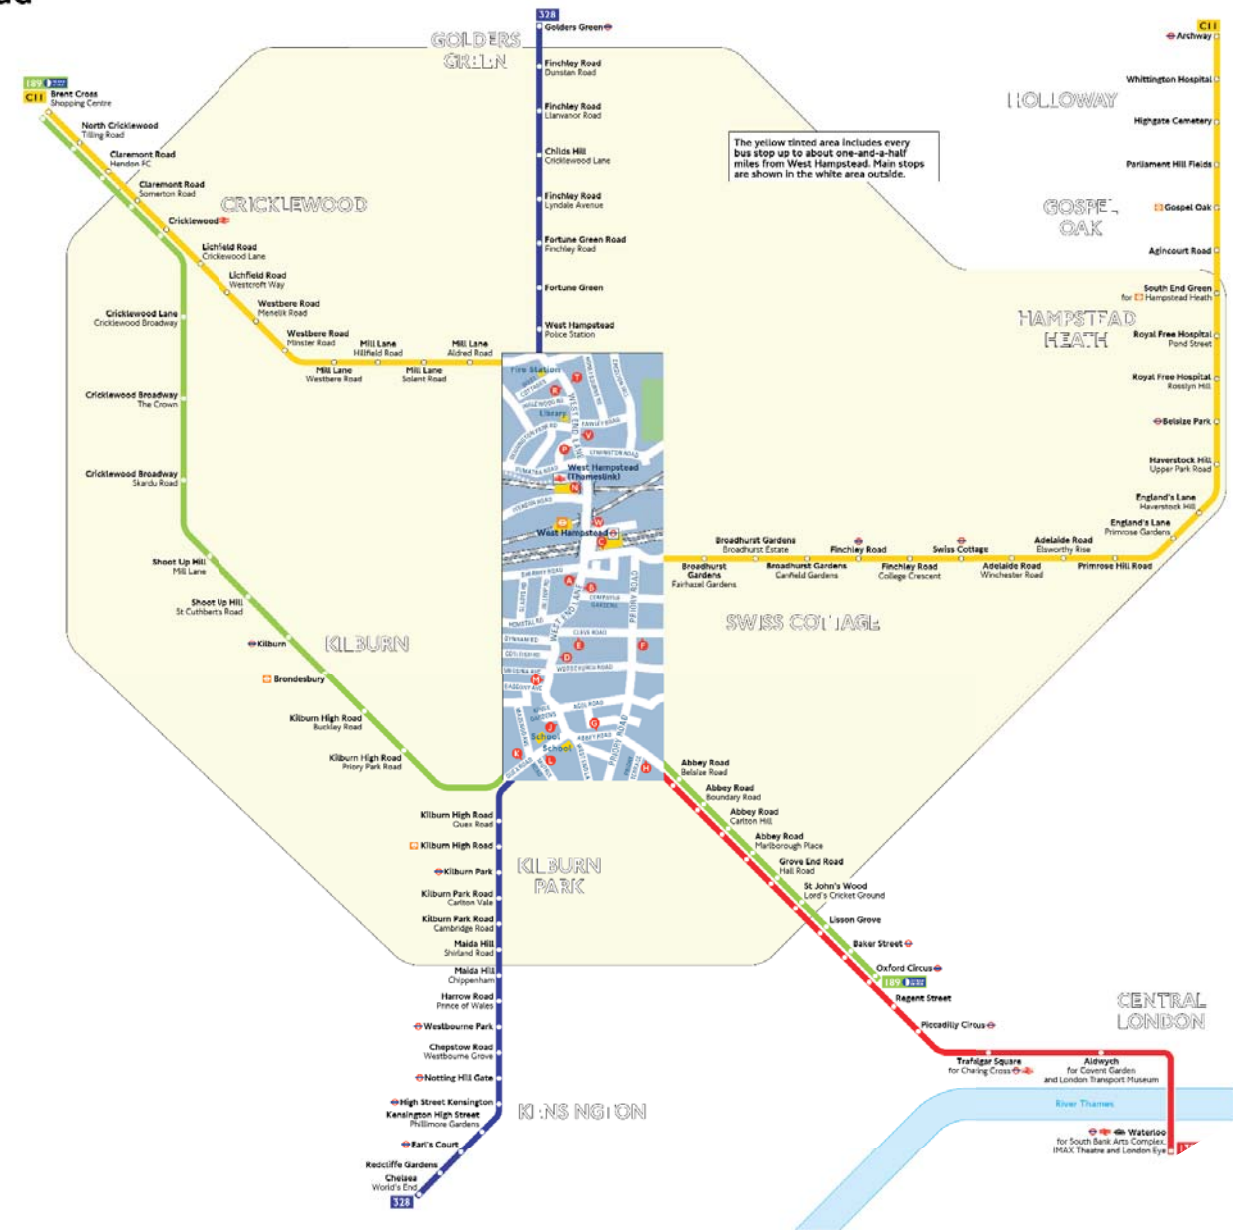 328
Golders Green
GOLDERS
GREEN
Finchley Road
Dunstan Road
Finchley Road
Llanvanor Road
Childs Hill
Cricklewood Lane
Finchley Road
Lyndale Avenue
Fortune Green Road
Finchley Road
Fortune Green
West Hampstead
Police Station
189
C11
Brent Cross
Shopping Centre
North Cricklewood
Tilling Road
Claremont Road
Hendon FC
Claremont Road
Somerton Road
CRICKLEWOOD
Cricklewood
Lichfield Road
Cricklewood Lane
Lichfield Road
Westcroft Way
Westbere Road
Menelik Road
Westbere Road
Minster Road
Mill Lane
Westbere Road
Mill Lane
Hillfield Road
Mill Lane
Solent Road
Mill Lane
Aldred Road
The yellow tinted area includes every
bus stop up to about one-and-a-half
miles from West Hampstead. Main stops
are shown in the white area outside.
C11
Archway
Whittington Hospital
HOLLOWAY
Highgate Cemetery
Parliament Hill Fields
GOSPEL
OAK
Gospel Oak
Agincourt Road
South End Green
for Hampstead Heath
HAMPSTEAD
HEATH
Royal Free Hospital
Pond Street
Royal Free Hospital
Rosslyn Hill
Belsize Park
Haverstock Hill
Upper Park Road
England's Lane
Haverstock Hill
England's Lane
Primrose Gardens
Primrose Hill Road
Adelaide Road
Elsworthy Rise
Adelaide Road
Winchester Road
Swiss Cottage
Finchley Road
College Crescent
Finchley Road
Broadhurst Gardens
Canfield Gardens
Broadhurst Gardens
Broadhurst Estate
Broadhurst
Gardens
Fairhazel Gardens
SWISS COTTAGE
Cricklewood Lane
Cricklewood Broadway
Cricklewood Broadway
The Crown
Cricklewood Broadway
Skardu Road
Shoot Up Hill
Mill Lane
Shoot Up Hill
St Cuthberts Road
Kilburn
KILBURN
Brondesbury
Kilburn High Road
Buckley Road
Kilburn High Road
Priory Park Road
Fire Station
T
R
Library
WEST END LANE
V
P
West Hampstead
(Thameslink)
N
W
West Hampstead
C
A
B
WEST END LANE
PRIORY ROAD
CLEVE ROAD
E
F
D
M
G
J
School
School
ABBEY ROAD
PRIORY ROAD
K
L
H
Kilburn High Road
Quex Road
Kilburn High Road
Kilburn Park
KILBURN
PARK
Kilburn Park Road
Carlton Vale
Kilburn Park Road
Cambridge Road
Maida Hill
Shirland Road
Maida Hill
Chippenham
Harrow Road
Prince of Wales
Westbourne Park
Chepstow Road
Westbourne Grove
Notting Hill Gate
High Street Kensington
KENSINGTON
Kensington High Street
Phillimore Gardens
Earl's Court
Redcliffe Gardens
Chelsea
World's End
328
Abbey Road
Belsize Road
Abbey Road
Boundary Road
Abbey Road
Carlton Hill
Abbey Road
Marlborough Place
Grove End Road
Hall Road
St John's Wood
Lord's Cricket Ground
Lisson Grove
Baker Street
Oxford Circus
189
Regent Street
Piccadilly Circus
CENTRAL
LONDON
Trafalgar Square
for Charing Cross
Aldwych
for Covent Garden
and London Transport Museum
River Thames
Waterloo
for South Bank Arts Complex,
IMAX Theatre and London Eye